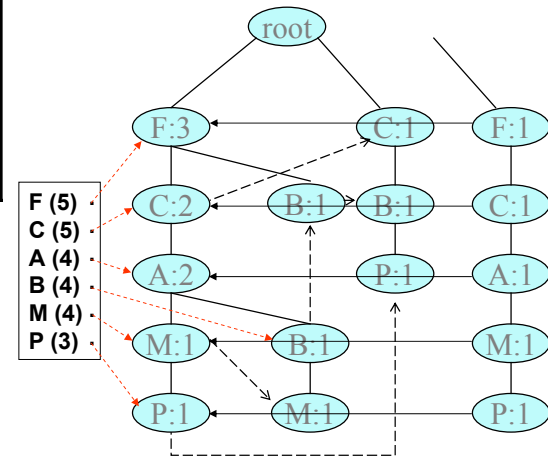 root
F:3 C:1 F:1
F (5) C:2 B:1 B:1 C:1
C (5)
A (4) A:2 P:1 A:1
B (4)
M (4) M:1 B:1 M:1
P (3)
P:1 M:1 P:1